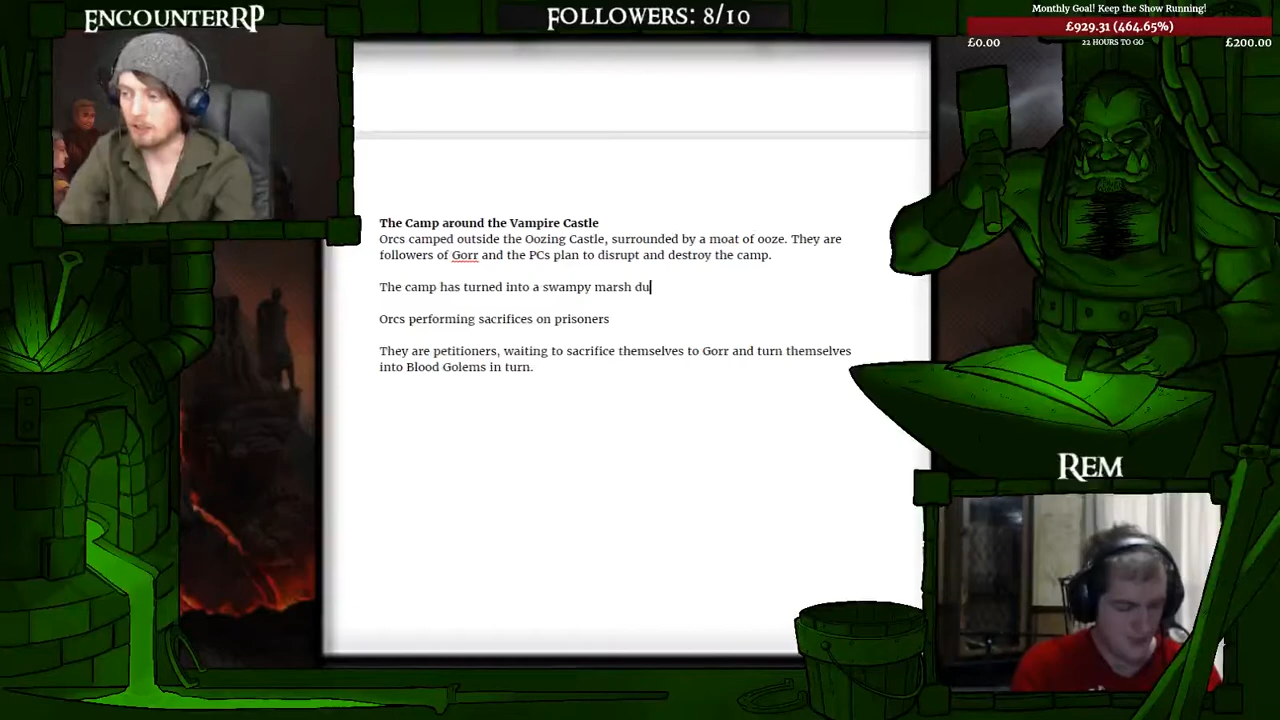 EncounterRP
Followers: 8/10
Monthly Goal! Keep the Show Running!
£929.31 (464.65%)
£0.00
22 HOURS TO GO
£200.00
The Camp around the Vampire Castle
Orcs camped outside the Oozing Castle, surrounded by a moat of ooze. They are
followers of Gorr and the PCs plan to disrupt and destroy the camp.
The camp has turned into a swampy marsh du
Orcs performing sacrifices on prisoners
They are petitioners, waiting to sacrifice themselves to Gorr and turn themselves
into Blood Golems in turn.
Rem